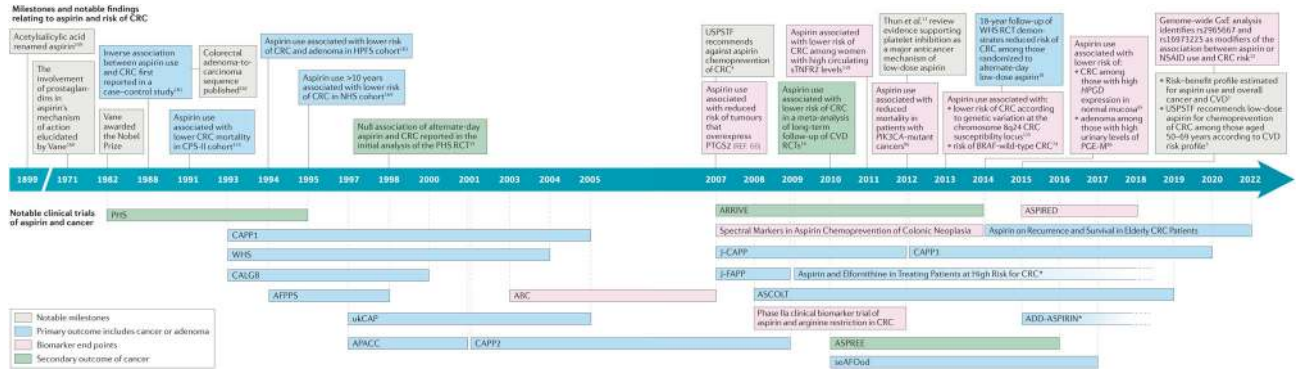 Milestones and notable findings
relating to aspirin and risk of CRC
Acetylsalicylic acid
renamed aspirin
The
involvement
of prostaglan-
dins in
aspirin's
mechanism
of action
elucidated
by Vane
Vane
awarded
the Nobel
Prize
Inverse association
between aspirin use
and CRC first
reported in a
case–control study
Aspirin use
associated with
lower CRC mortality
in CPS-II cohort
Colorectal
adenoma-to-
carcinoma
sequence
published
Aspirin use associated with lower risk
of CRC and adenoma in HPFS cohort
Aspirin use >10 years
associated with lower risk
of CRC in NHS cohort
Null association of alternate-day
aspirin and CRC reported in the
initial analysis of the PHS RCT
USPSTF
recommends
against aspirin
chemoprevention
of CRC
Aspirin use
associated
with reduced
risk of tumours
that
overexpress
PTGS2
Aspirin use
associated with lower
risk of CRC
among women
with high circulating
sTNFR2 levels
Aspirin use
associated with
lower risk of CRC
in a meta-analysis
of long-term
follow-up of CVD
RCTs
Thun et al. review
evidence supporting
platelet inhibition as
a major anticancer
mechanism of
low-dose aspirin
Aspirin use
associated with
reduced
mortality in
patients with
PIK3CA-mutant
cancers
18-year follow-up of
WHS RCT demon-
strates reduced risk of
CRC among those
randomized to
alternate-day
low-dose aspirin
Aspirin use associated with:
• lower risk of CRC according
to genetic variation at the
chromosome 8q24 CRC
susceptibility locus
• risk of BRAF-wild-type CRC
Aspirin use
associated with
lower risk of:
• CRC among
those with high
HPGD
expression in
normal mucosa
• adenoma among
those with high
urinary levels of
PGE-M
Genome-wide GxE analysis
identifies rs2965667 and
rs16973225 as modifiers of the
association between aspirin or
NSAID use and CRC risk
• Risk–benefit profile estimated
for aspirin use and overall
cancer and CVD
• USPSTF recommends low-dose
aspirin for chemoprevention
of CRC among those aged
50–69 years according to CVD
risk profile
1899 1971 1982 1988 1991 1993 1994 1995 1997 1998 2000 2001 2003 2004 2005 2007 2008 2009 2010 2011 2012 2013 2014 2015 2016 2017 2018 2019 2020 2022
Notable clinical trials
of aspirin and cancer
PHS
ARRIVE
ASPIRED
CAPP1
Spectral Markers in Aspirin Chemoprevention of Colonic Neoplasia
Aspirin on Recurrence and Survival in Elderly CRC Patients
WHS
J-CAPP
CAPP1
CALGB
J-FAPP
Aspirin and Eflornithine in Treating Patients at High Risk for CRC*
AFPPS
ABC
ASCOLT
ukCAP
Phase IIa clinical biomarker trial of
aspirin and arginine restriction in CRC
ADD-ASPIRIN*
APACC
CAPP2
ASPREE
seAFOod
Notable milestones
Primary outcome includes cancer or adenoma
Biomarker end points
Secondary outcome of cancer